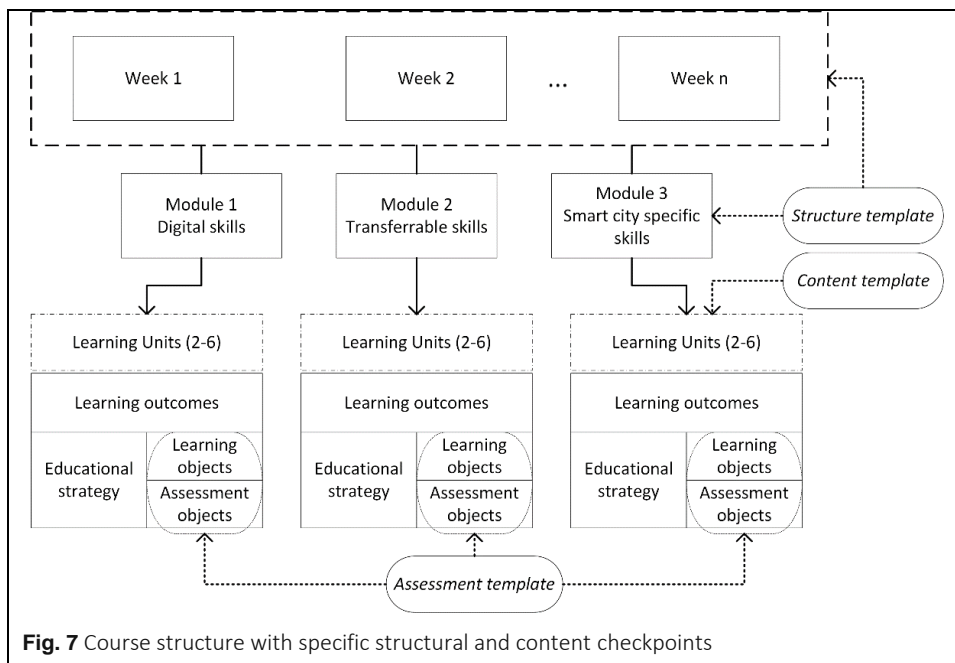 Week 1
Week 2
...
Week n
Module 1
Digital skills
Module 2
Transferrable skills
Module 3
Smart city specific
skills
Structure template
Content template
Learning Units (2-6)
Learning Units (2-6)
Learning Units (2-6)
Learning outcomes
Learning outcomes
Learning outcomes
Educational
strategy
Learning
objects
Assessment
objects
Educational
strategy
Learning
objects
Assessment
objects
Educational
strategy
Learning
objects
Assessment
objects
Assessment template
Fig. 7 Course structure with specific structural and content checkpoints